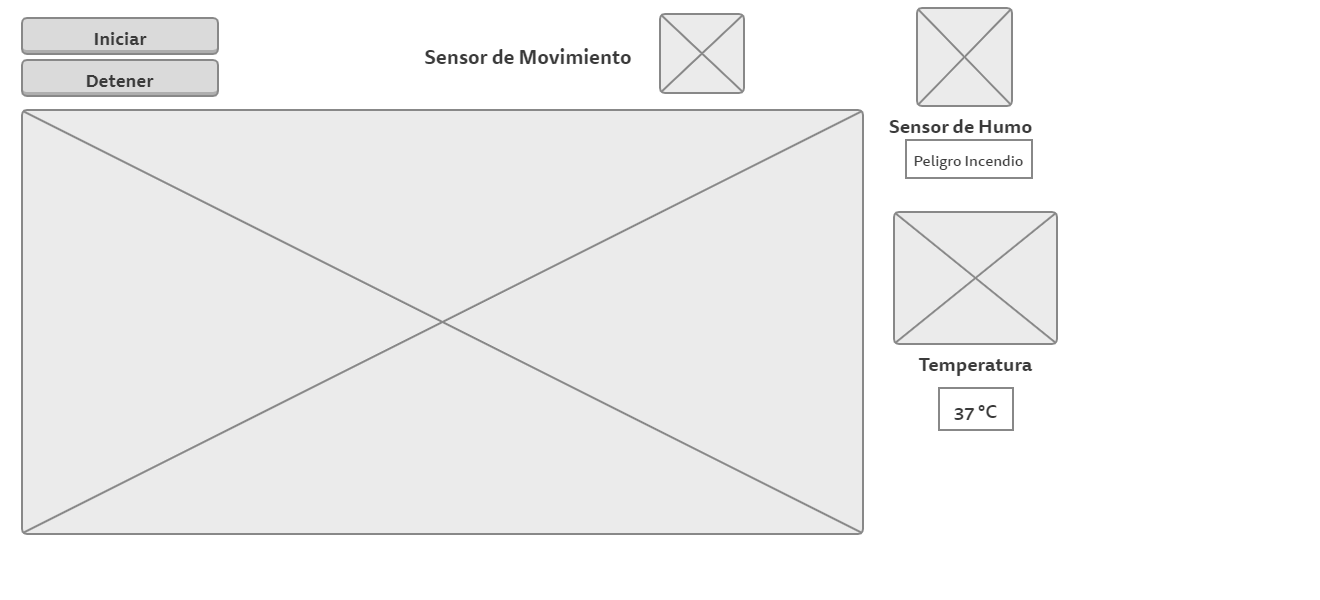 Iniciar
Detener
Sensor de Movimiento
Sensor de Humo
Peligro Incendio
Temperatura
37 °C